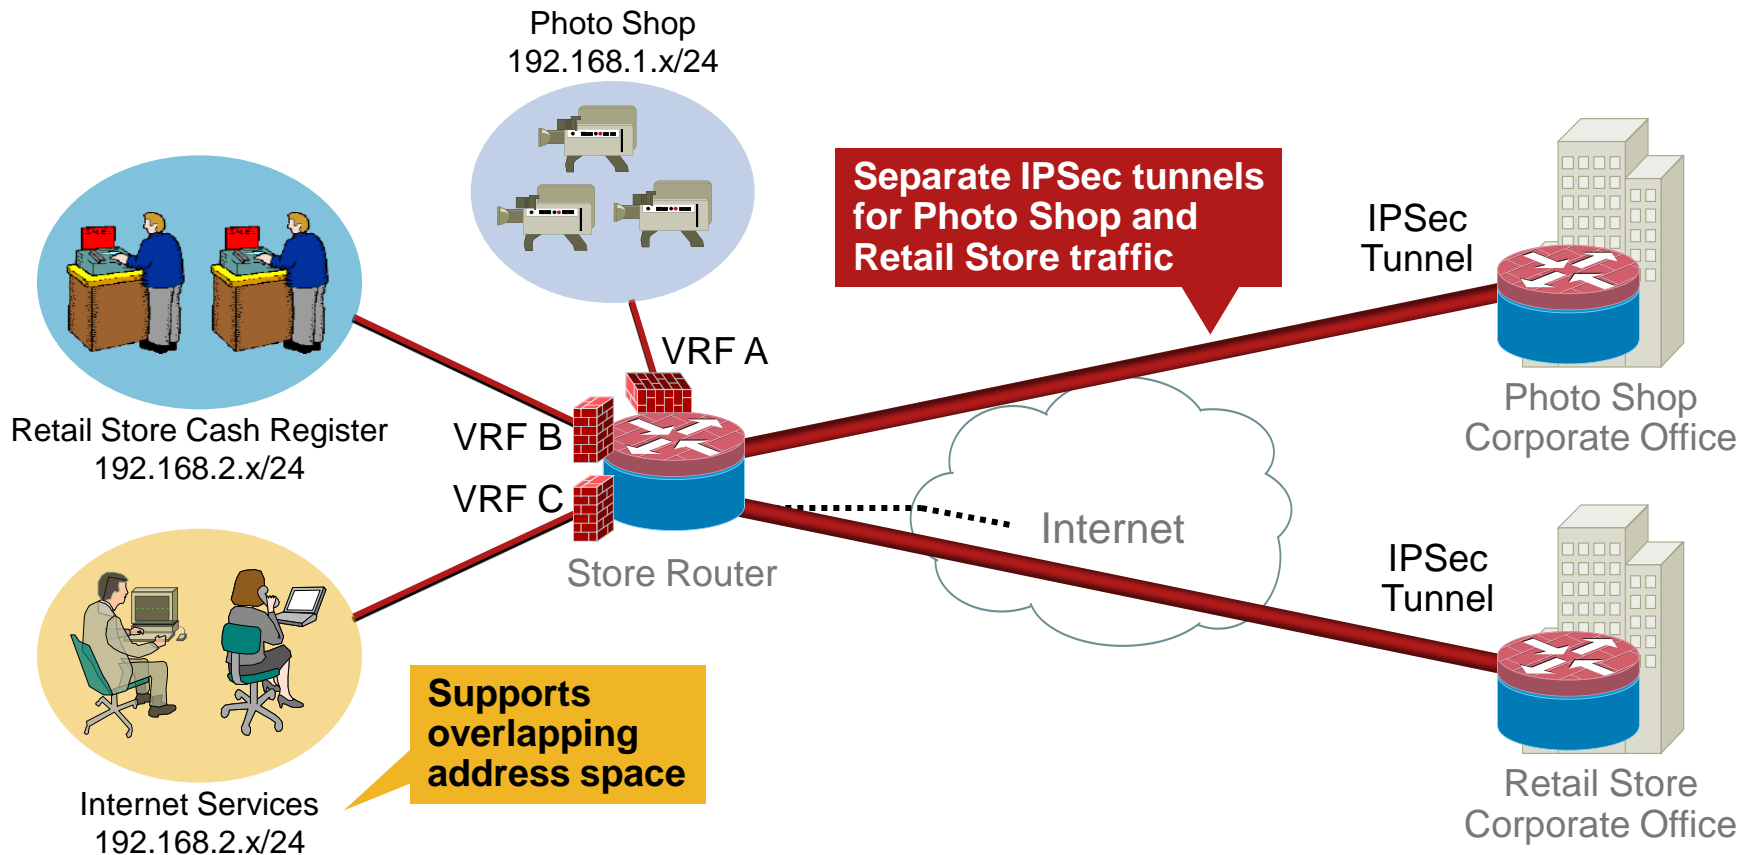 Photo Shop
192.168.1.x/24
Separate IPSec tunnels
for Photo Shop and
Retail Store traffic
IPSec
Tunnel
SALE
SALE
VRF A
Photo Shop
Corporate Office
Retail Store Cash Register
192.168.2.x/24
VRF B
VRF C
Store Router
Internet
IPSec
Tunnel
Supports
overlapping
address space
Internet Services
192.168.2.x/24
Retail Store
Corporate Office